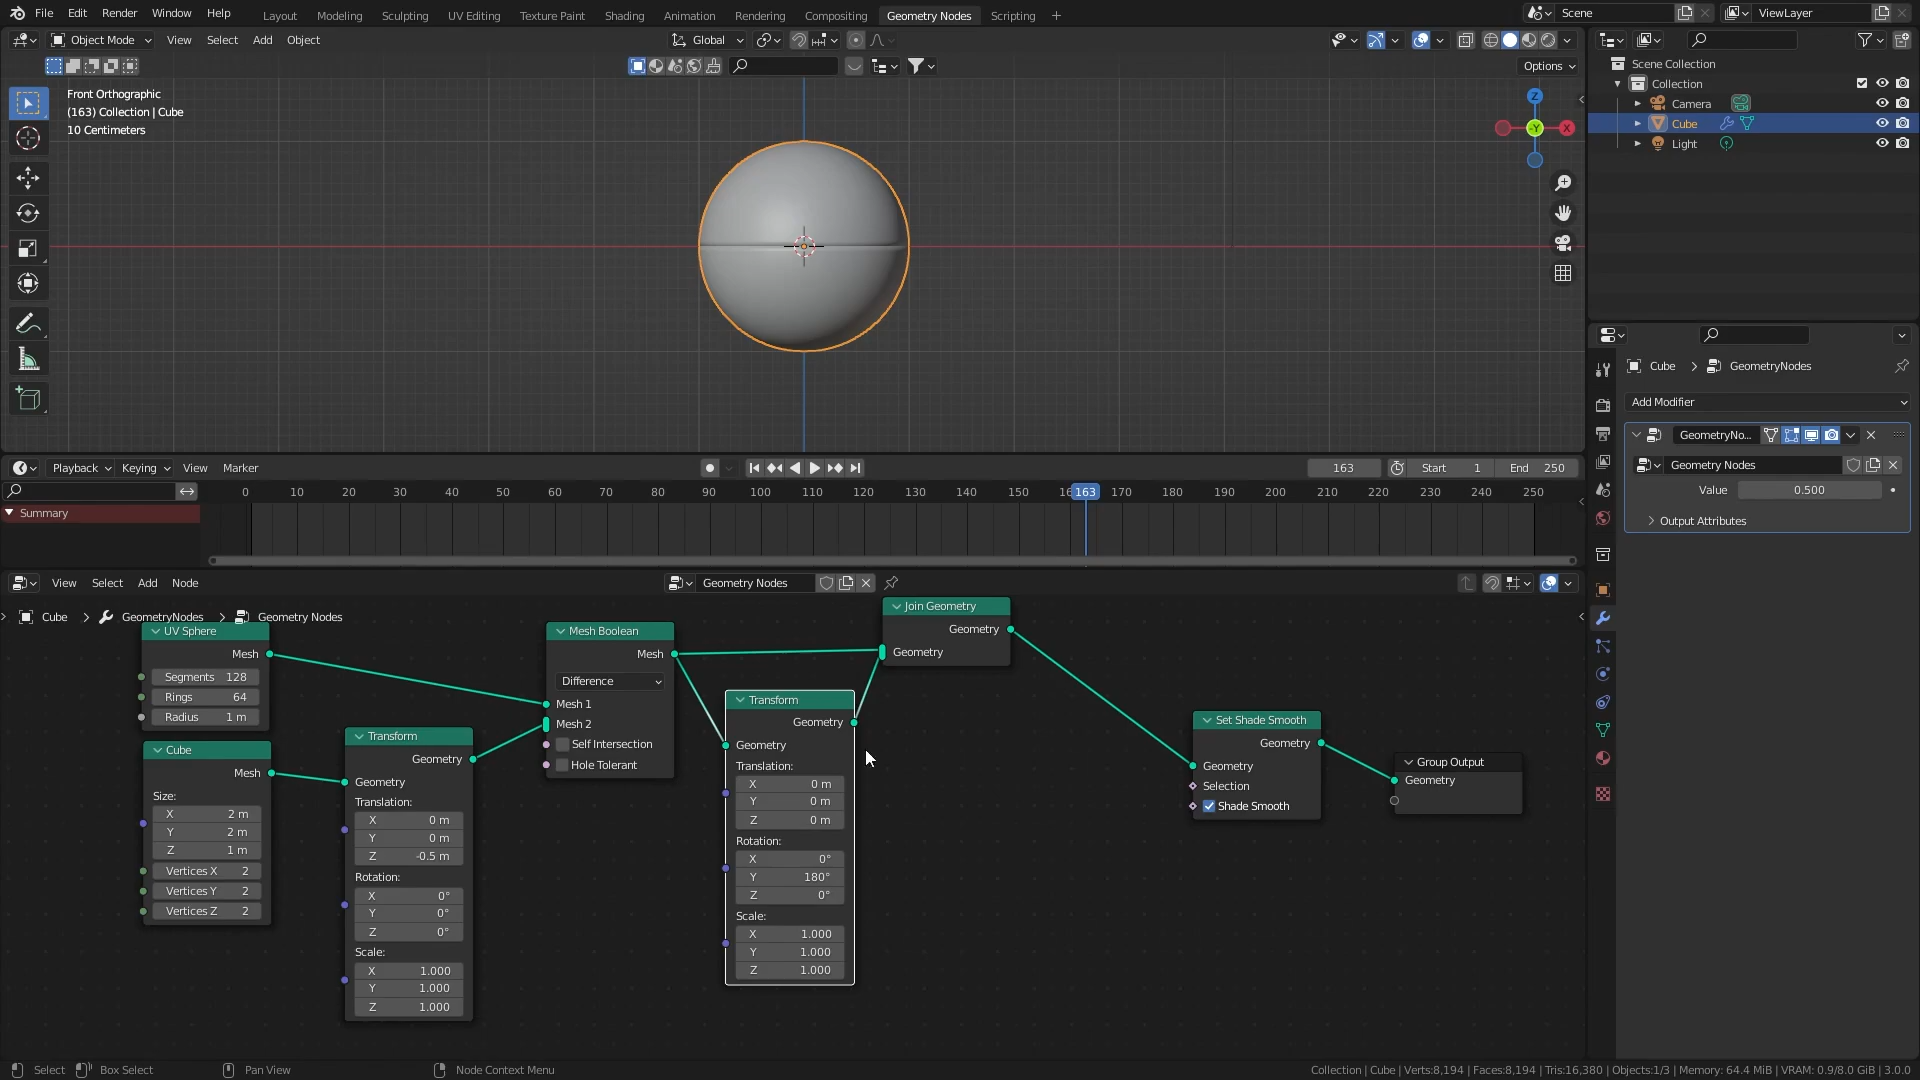 File Edit Render Window Help Layout Modeling Sculpting UV Editing Texture Paint Shading Animation Rendering Compositing Geometry Nodes Scripting + Scene ViewLayer
Object Mode View Select Add Object Global
Options
Front Orthographic
(163) Collection | Cube
10 Centimeters
Z
-Y
X
Scene Collection
Collection
Camera
Cube
Light
Cube > GeometryNodes
Add Modifier
GeometryNo...
Geometry Nodes
Value 0.500
Output Attributes
Playback Keying View Marker 163 Start 1 End 250
0 10 20 30 40 50 60 70 80 90 100 110 120 130 140 150 16 163 170 180 190 200 210 220 230 240 250
Summary
View Select Add Node Geometry Nodes
Cube > GeometryNodes > Geometry Nodes
UV Sphere
Mesh
Segments 128
Rings 64
Radius 1 m
Cube
Mesh
Size:
X 2 m
Y 2 m
Z 1 m
Vertices X 2
Vertices Y 2
Vertices Z 2
Transform
Geometry
Geometry
Translation:
X 0 m
Y 0 m
Z -0.5 m
Rotation:
X 0°
Y 0°
Z 0°
Scale:
X 1.000
Y 1.000
Z 1.000
Mesh Boolean
Mesh
Difference
Mesh 1
Mesh 2
Self Intersection
Hole Tolerant
Transform
Geometry
Geometry
Translation:
X 0 m
Y 0 m
Z 0 m
Rotation:
X 0°
Y 180°
Z 0°
Scale:
X 1.000
Y 1.000
Z 1.000
Join Geometry
Geometry
Geometry
Set Shade Smooth
Geometry
Geometry
Selection
Shade Smooth
Group Output
Geometry
Select Box Select Pan View Node Context Menu Collection | Cube | Verts:8,194 | Faces:8,194 | Tris:16,380 | Objects:1/3 | Memory: 64.4 MiB | VRAM: 0.9/8.0 GiB | 3.0.0